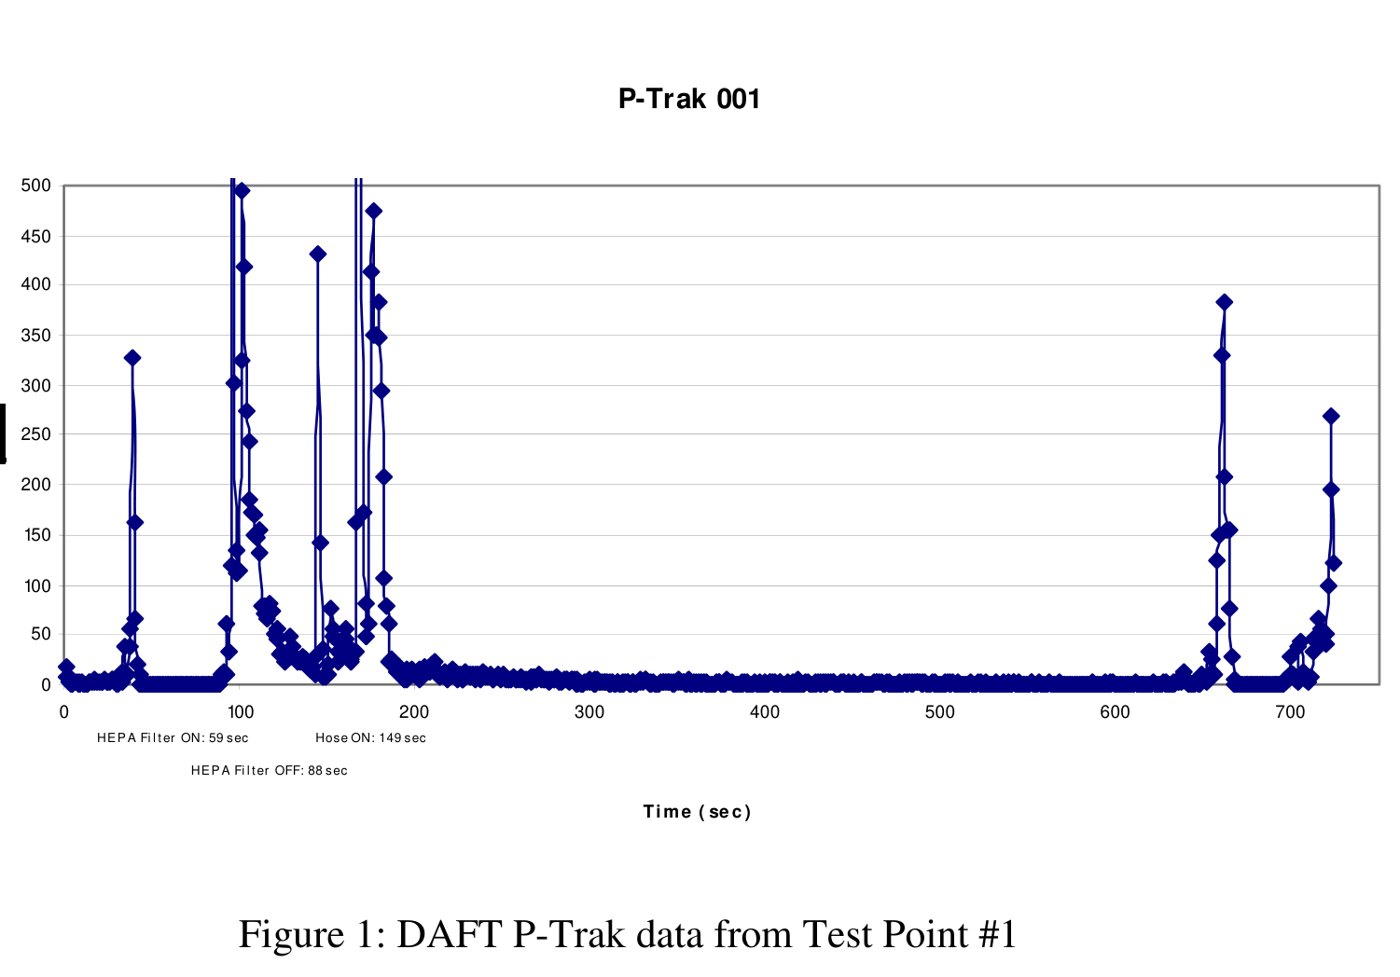 P-Trak 001
500
450
400
350
300
250
200
150
100
50
0
0 100 200 300 400 500 600 700
HEPA Filter ON: 59 sec Hose ON: 149 sec
HEPA Filter OFF: 88 sec
Time (sec)
Figure 1: DAFT P-Trak data from Test Point #1